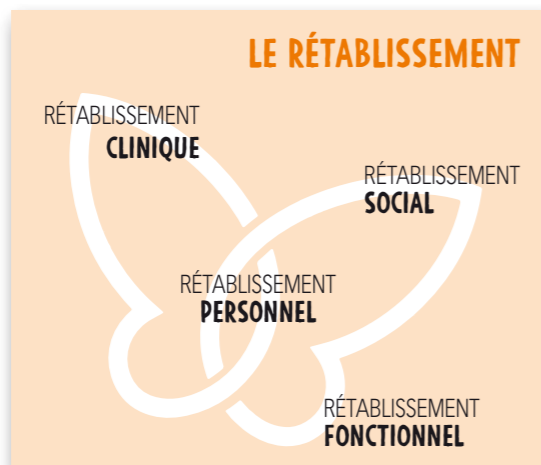 LE RÉTABLISSEMENT
RÉTABLISSEMENT
CLINIQUE
RÉTABLISSEMENT
SOCIAL
RÉTABLISSEMENT
PERSONNEL
RÉTABLISSEMENT
FONCTIONNEL